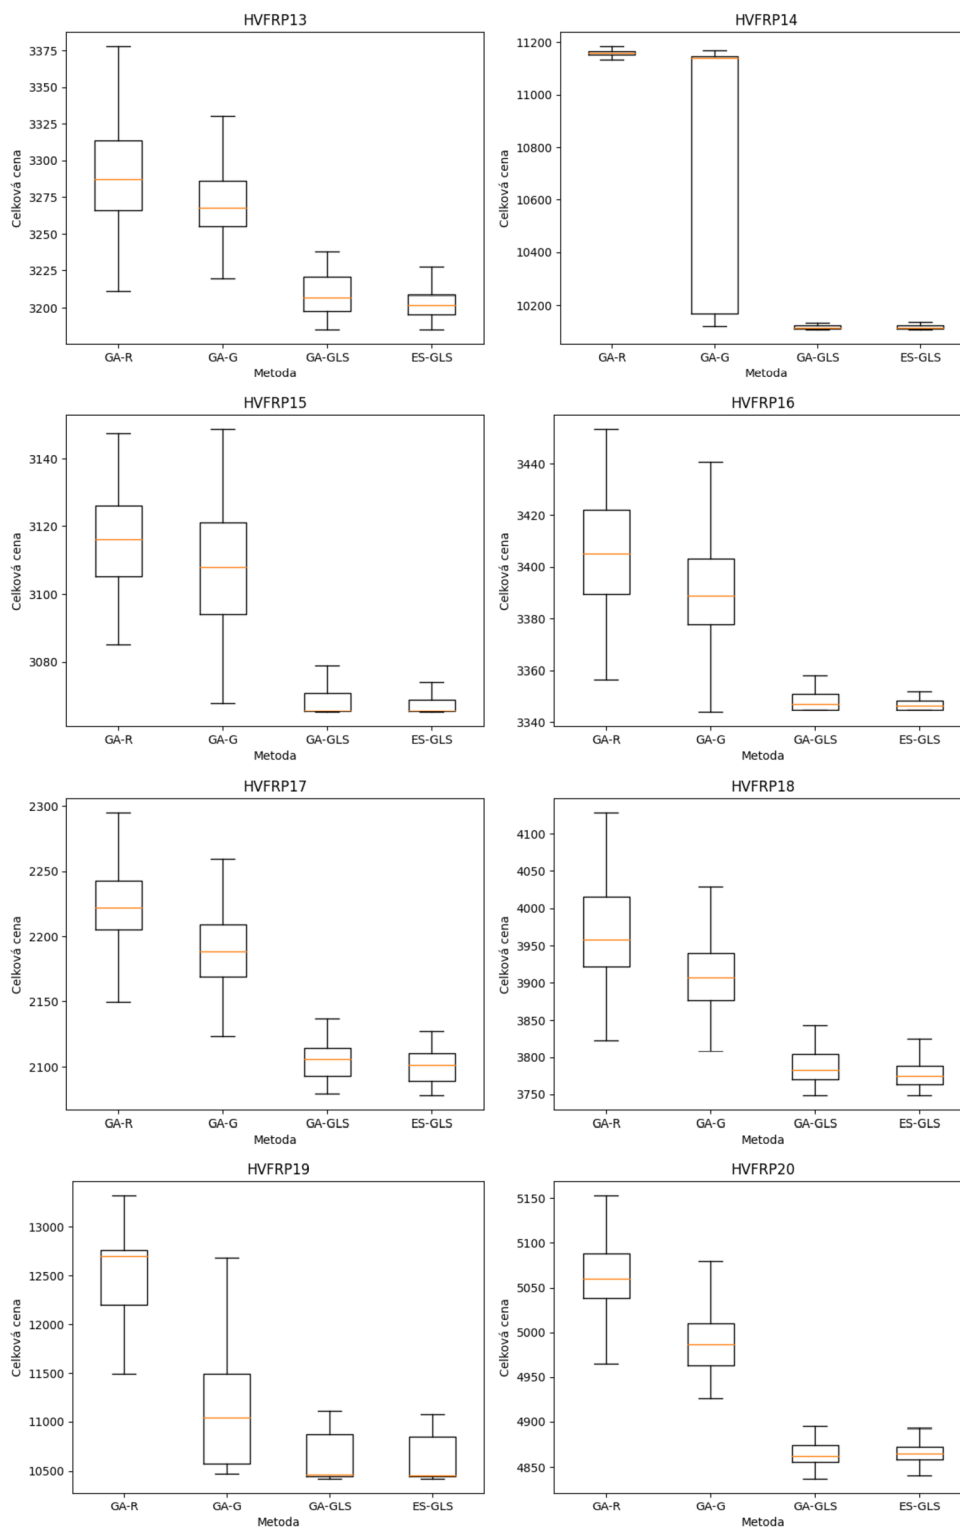 HVFRP13
Celková cena
3375
3350
3325
3300
3275
3250
3225
3200
GA-R GA-G GA-GLS ES-GLS
Metoda
HVFRP14
Celková cena
11200
11000
10800
10600
10400
10200
GA-R GA-G GA-GLS ES-GLS
Metoda
HVFRP15
Celková cena
3140
3120
3100
3080
GA-R GA-G GA-GLS ES-GLS
Metoda
HVFRP16
Celková cena
3440
3420
3400
3380
3360
3340
GA-R GA-G GA-GLS ES-GLS
Metoda
HVFRP17
Celková cena
2300
2250
2200
2150
2100
GA-R GA-G GA-GLS ES-GLS
Metoda
HVFRP18
Celková cena
4100
4050
4000
3950
3900
3850
3800
3750
GA-R GA-G GA-GLS ES-GLS
Metoda
HVFRP19
Celková cena
13000
12500
12000
11500
11000
10500
GA-R GA-G GA-GLS ES-GLS
Metoda
HVFRP20
Celková cena
5150
5100
5050
5000
4950
4900
4850
GA-R GA-G GA-GLS ES-GLS
Metoda